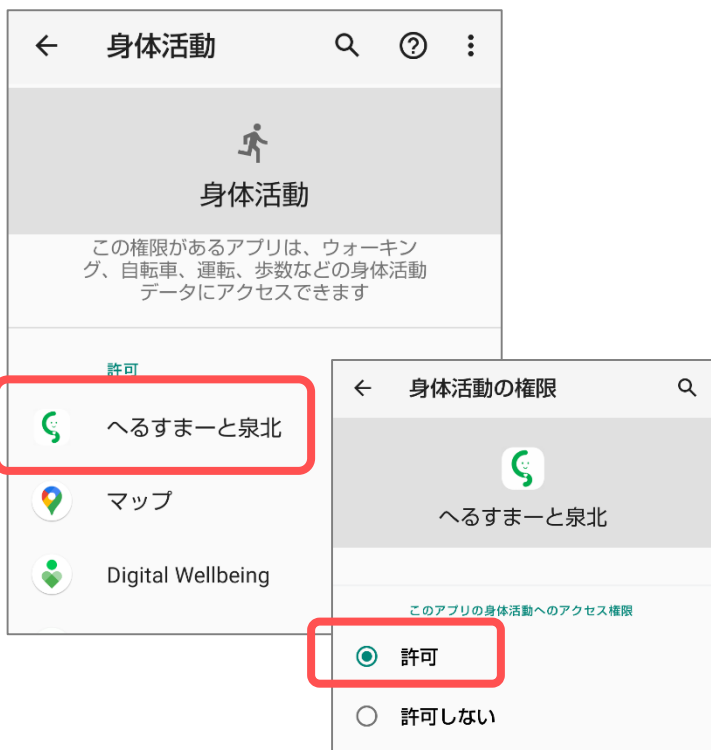 身体活動
身体活動
この権限があるアプリは、ウォーキン
グ、自転車、運転、歩数などの身体活動
データにアクセスできます
許可
へるすまーと泉北
マップ
Digital Wellbeing
身体活動の権限
へるすまーと泉北
このアプリの身体活動へのアクセス権限
許可
許可しない